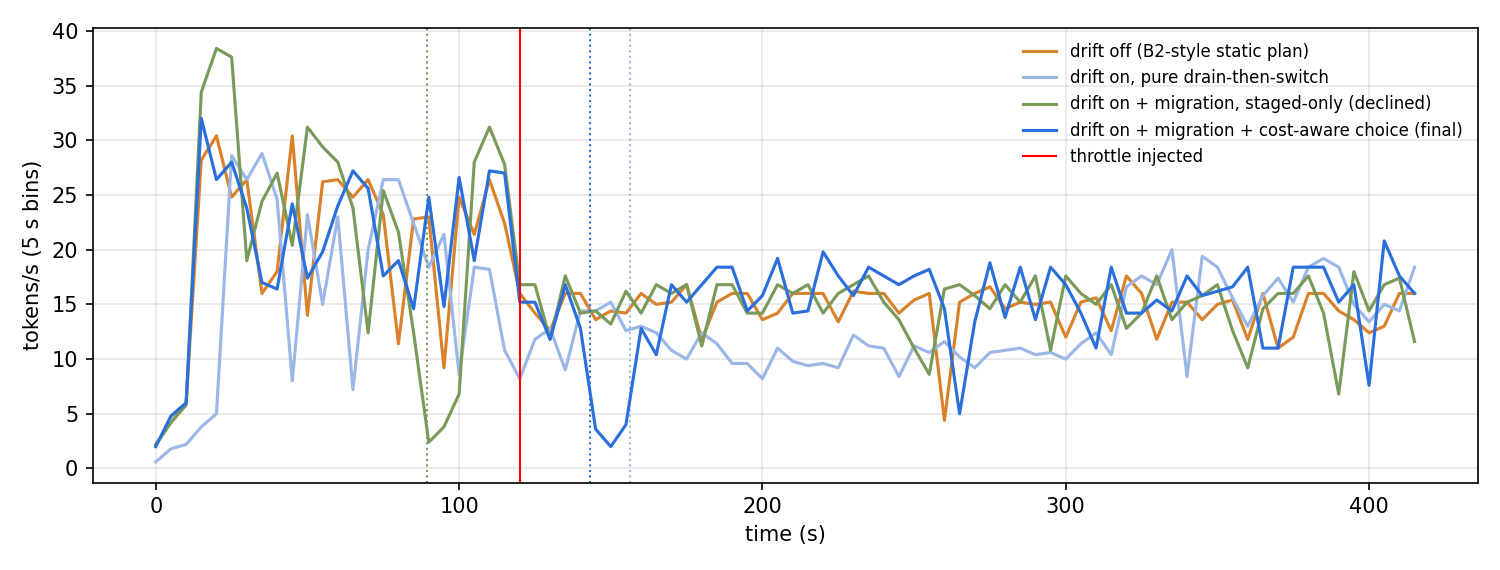 40
35
30
25
20
15
10
5
0
tokens/s (5 s bins)
drift off (B2-style static plan)
drift on, pure drain-then-switch
drift on + migration, staged-only (declined)
drift on + migration + cost-aware choice (final)
throttle injected
0 100 200 300 400
time (s)